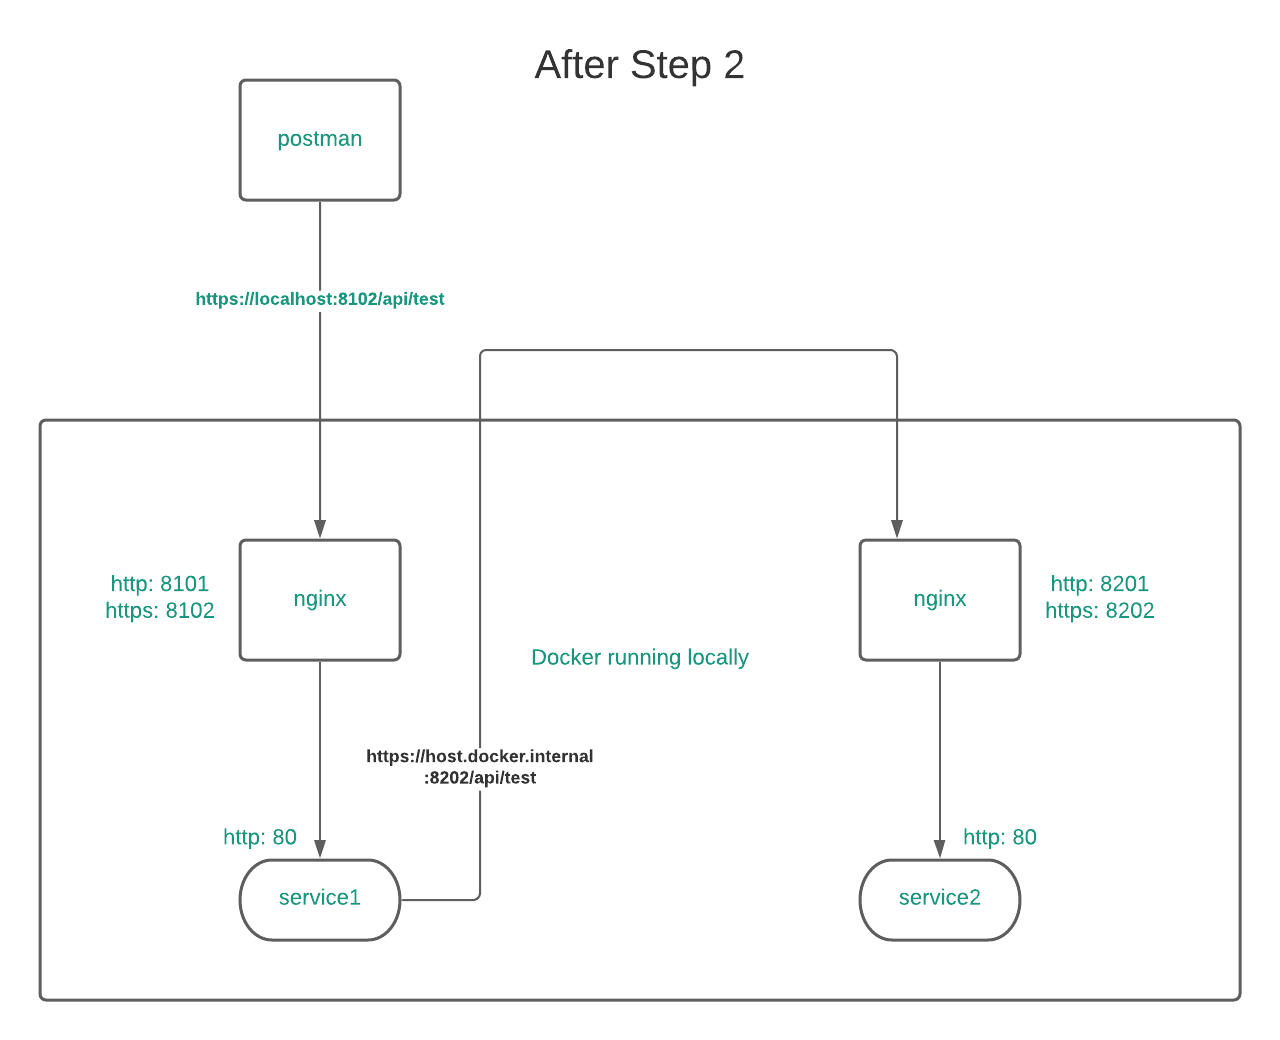 After Step 2
postman
https://localhost:8102/api/test
http: 8101
https: 8102
nginx
nginx
http: 8201
https: 8202
Docker running locally
https://host.docker.internal
:8202/api/test
http: 80
http: 80
service1
service2